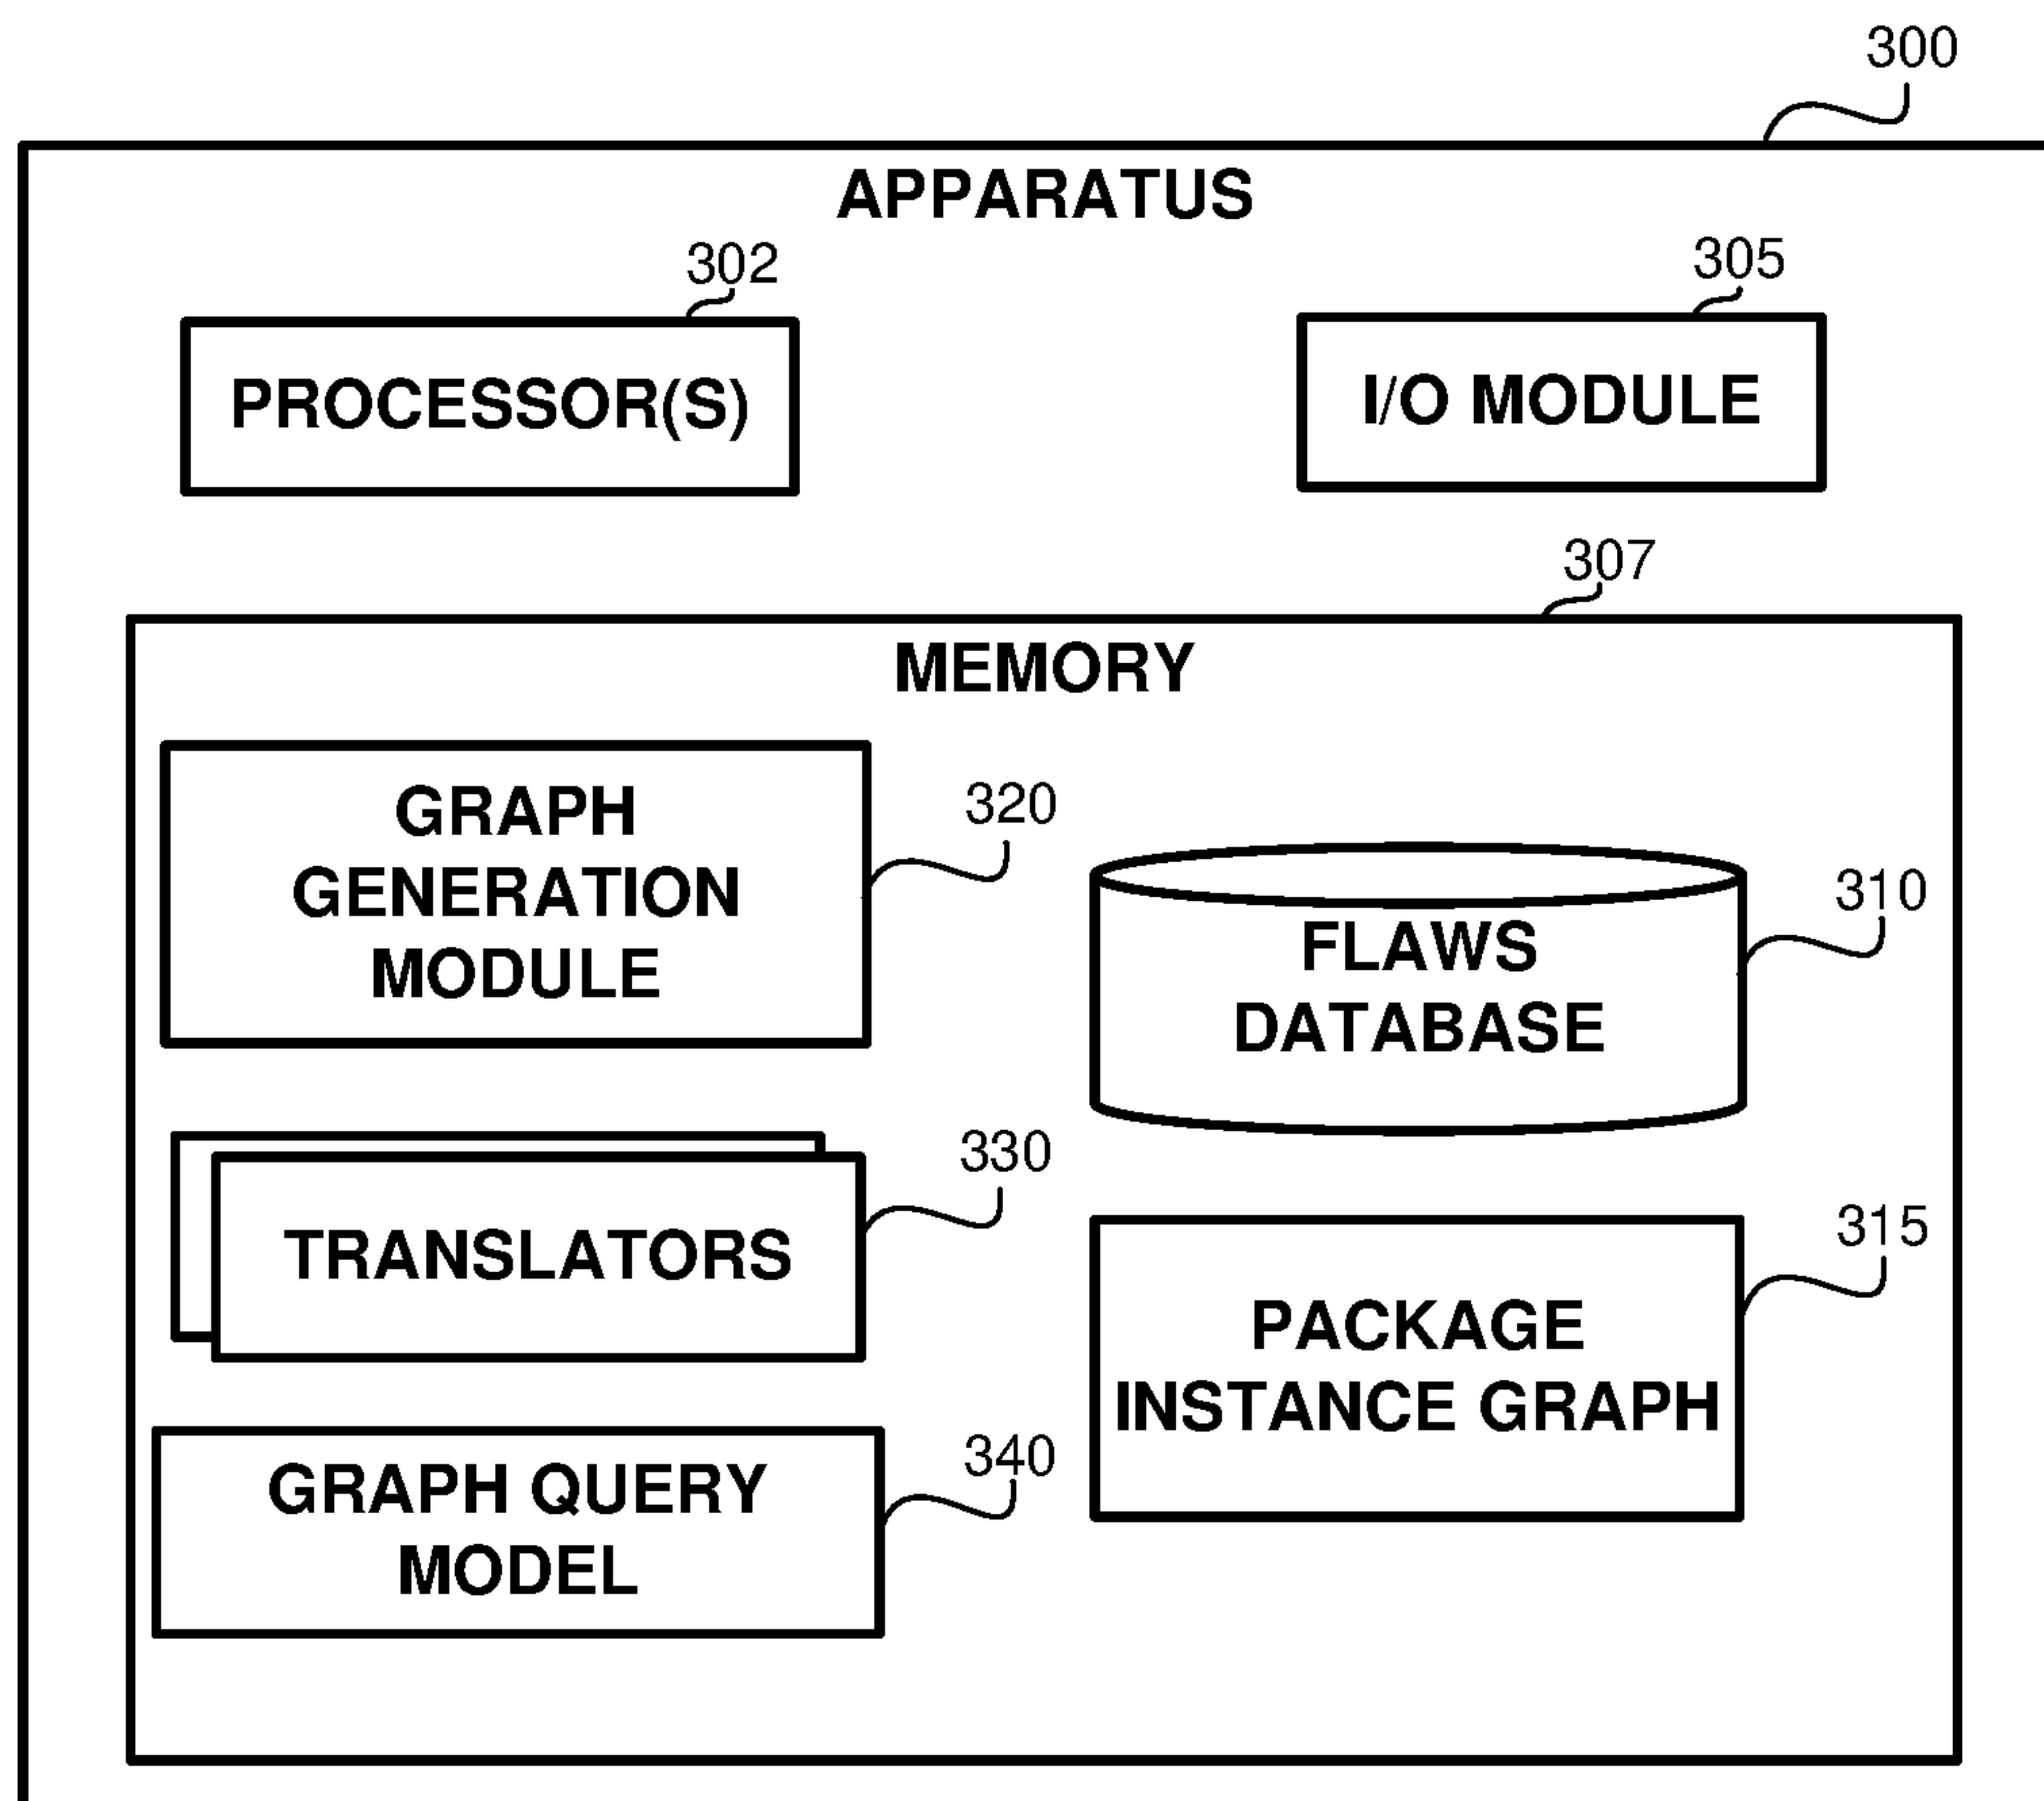 300
APPARATUS
302
305
PROCESSOR(S)
I/O MODULE
307
MEMORY
GRAPH
GENERATION
MODULE
320
FLAWS
DATABASE
310
TRANSLATORS
330
PACKAGE
INSTANCE GRAPH
315
GRAPH QUERY
MODEL
340